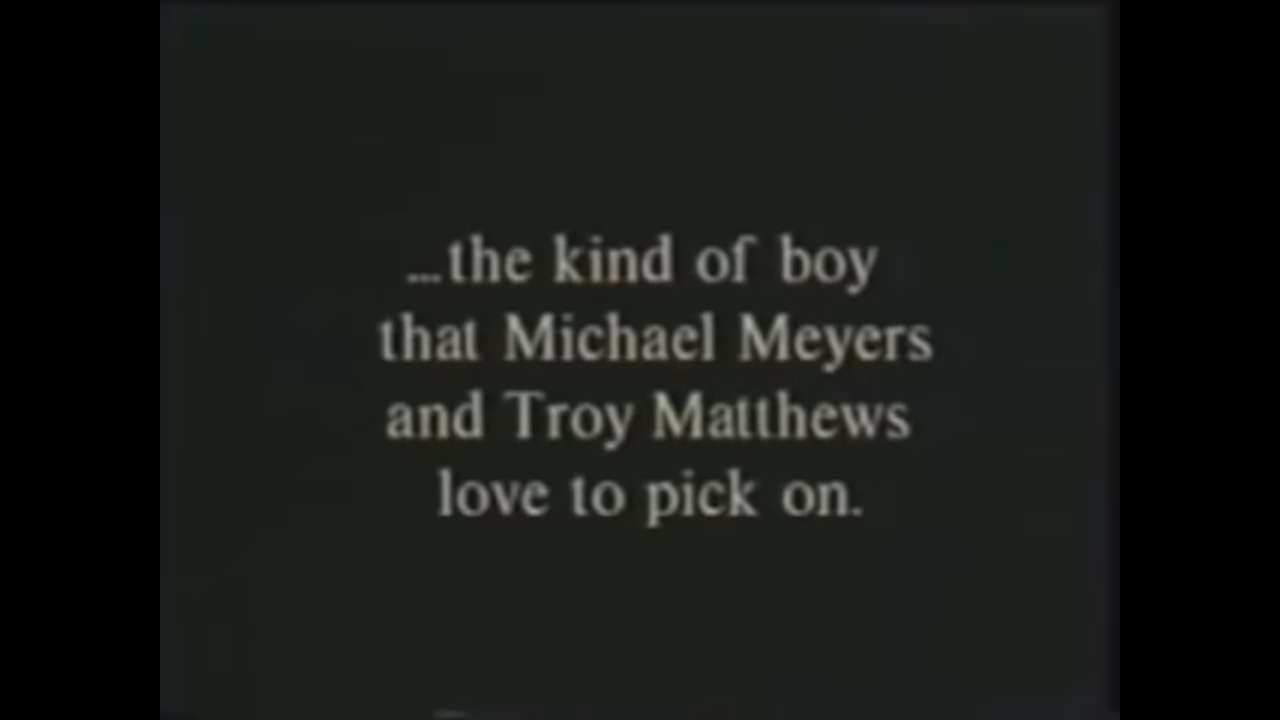 ...the kind of boy
that Michael Meyers
and Troy Matthews
love to pick on.